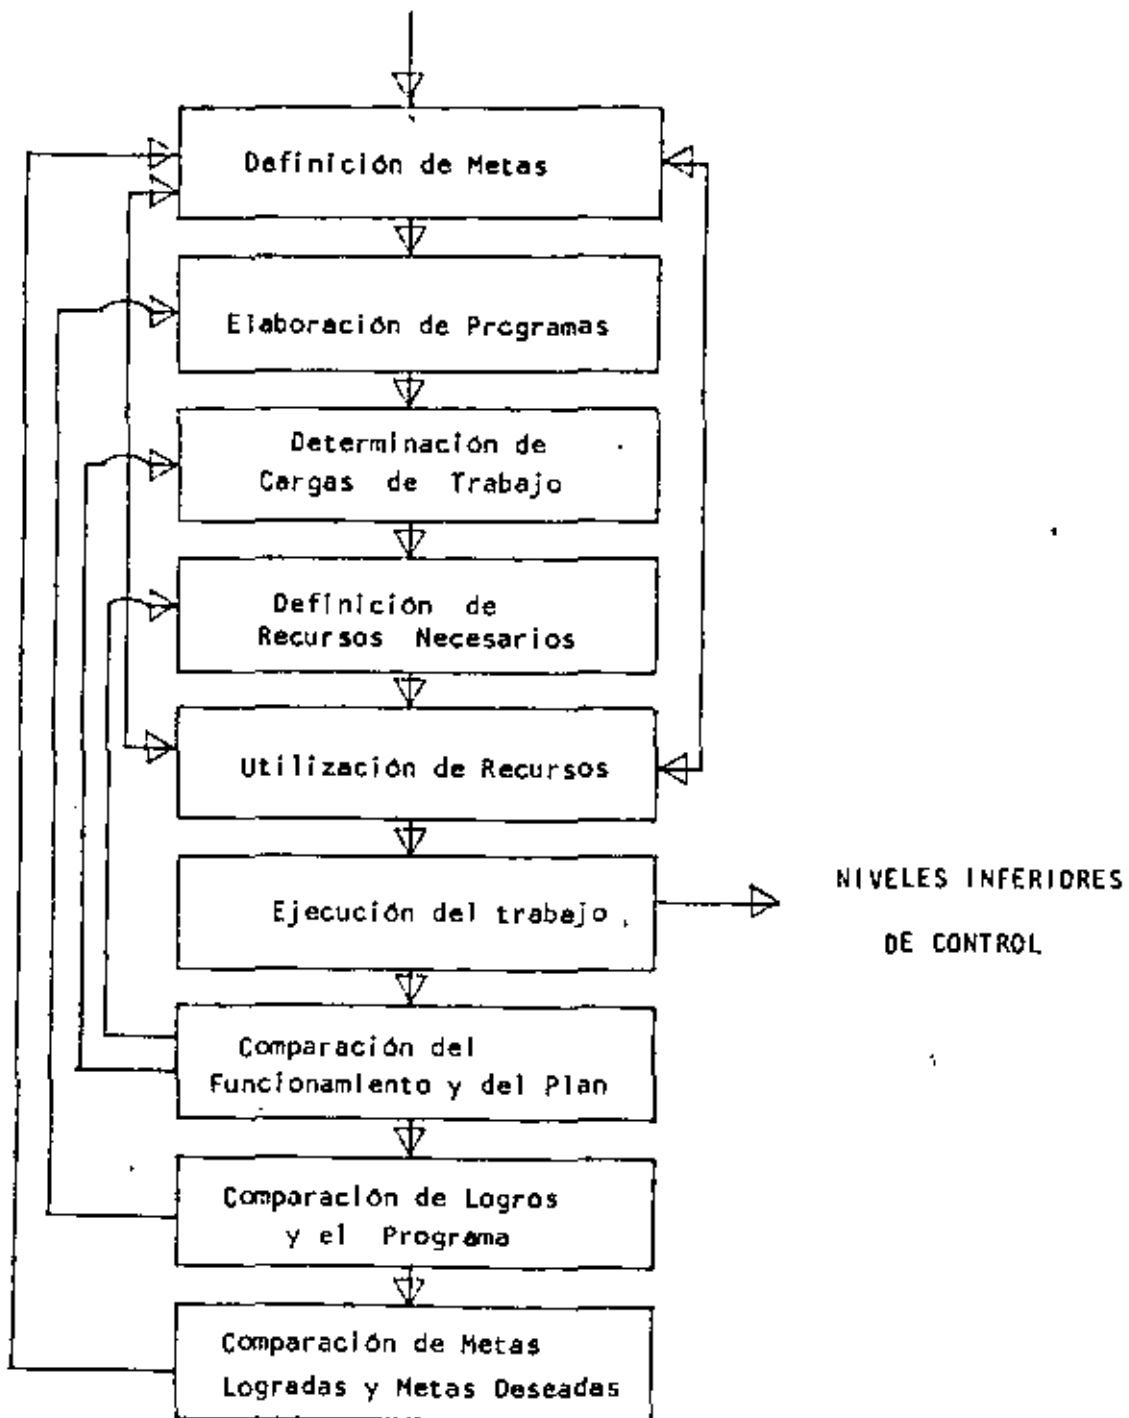 Definición de Metas
Elaboración de Programas
Determinación de
Cargas de Trabajo
Definición de
Recursos Necesarios
Utilización de Recursos
Ejecución del trabajo
NIVELES INFERIORES
DE CONTROL
Comparación del
Funcionamiento y del Plan
Comparación de Logros
y el Programa
Comparación de Metas
Logradas y Metas Deseadas